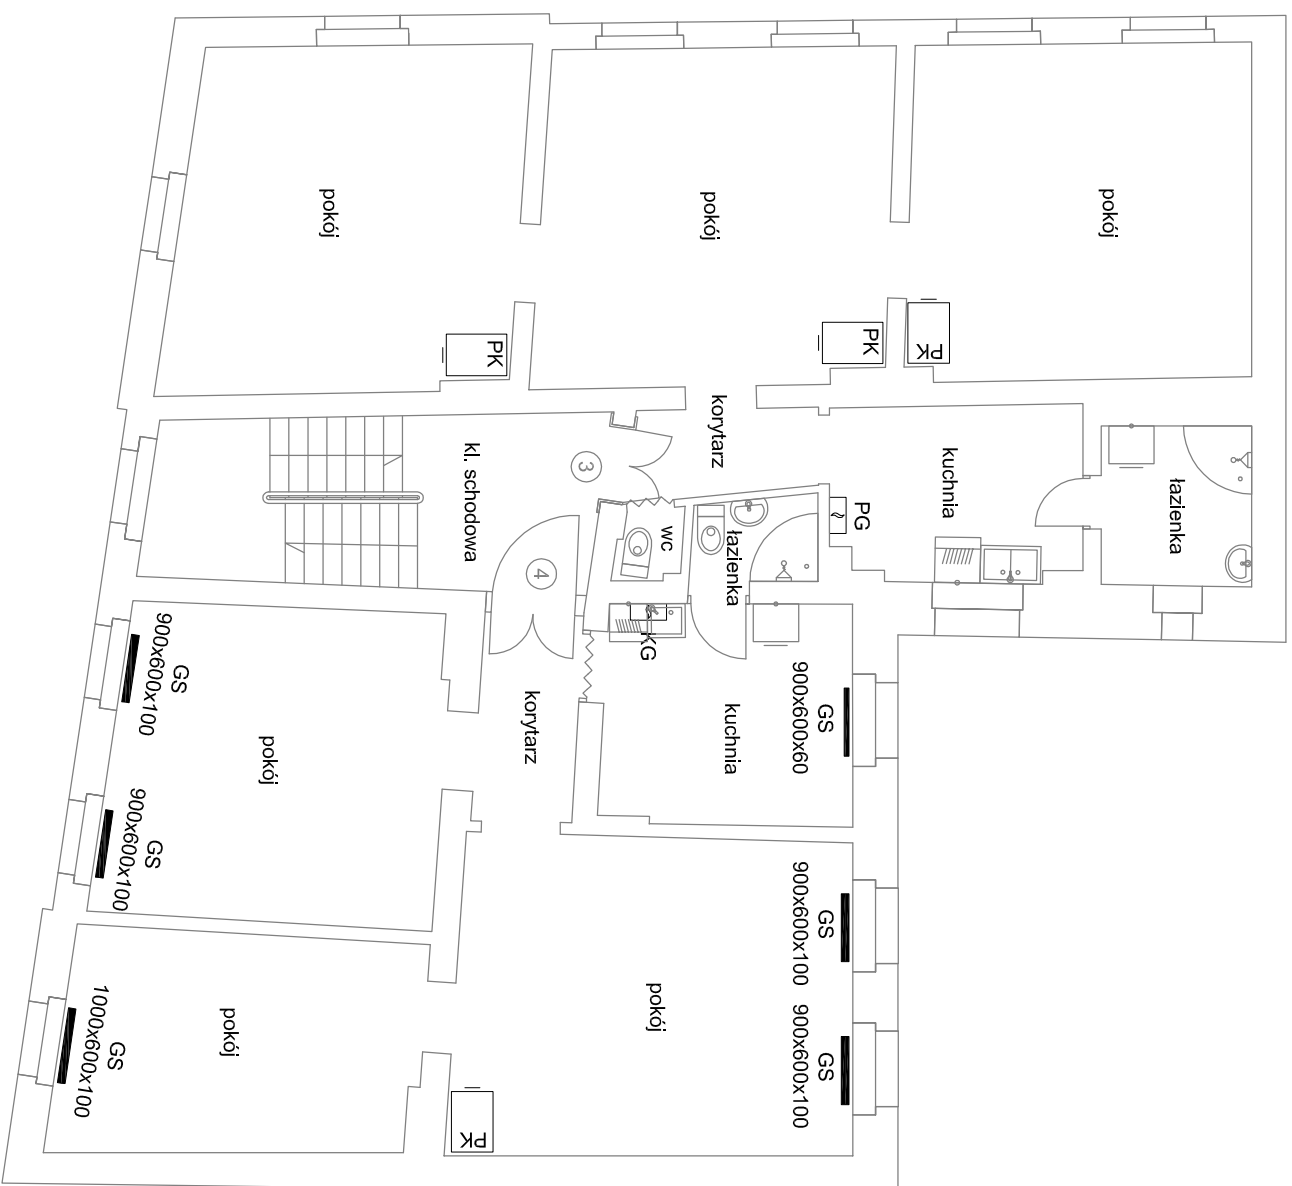 pokój
pokój
pokój
PK
PK
PK
korytarz
kl. schodowa
3
4
kuchnia
łazienka
PG
wc
łazienka
KG
kuchnia
GS
900x600x60
korytarz
GS
900x600x100
pokój
GS
900x600x100
GS
900x600x100
pokój
GS
900x600x100
GS
1000x600x100
pokój
PK